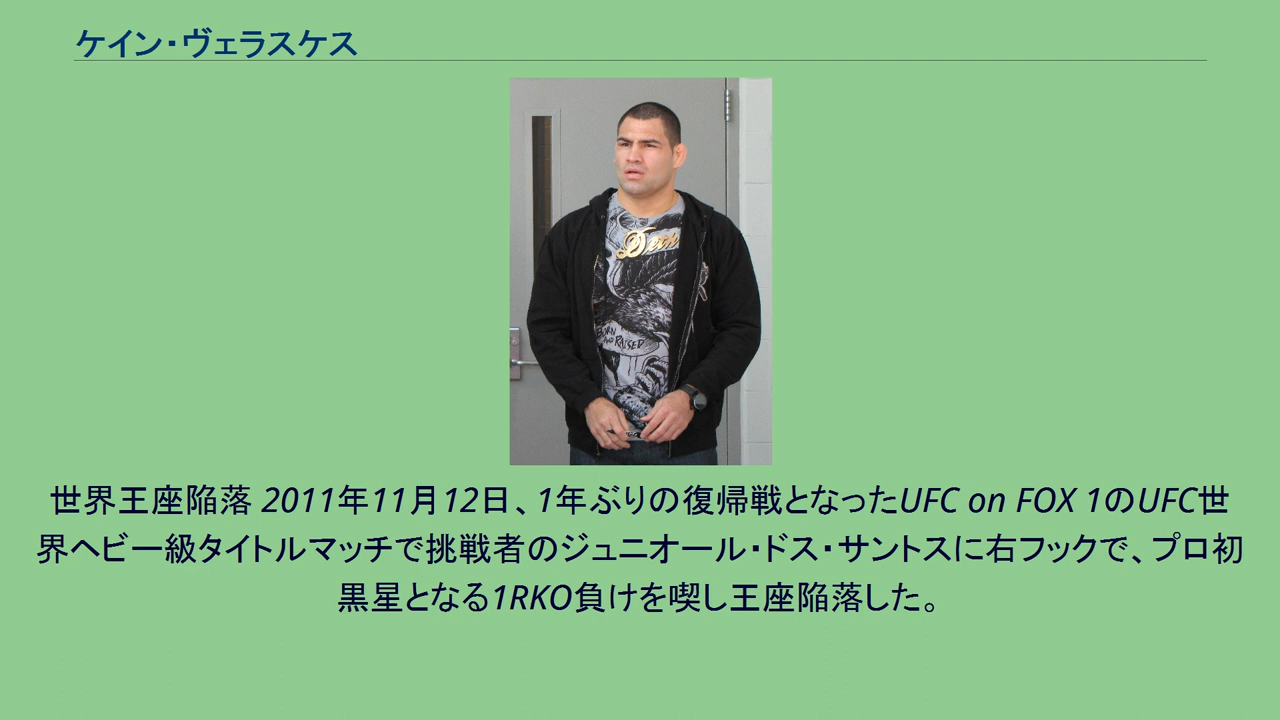 ケイン・ヴェラスケス
BORN
AND RAISED
世界王座陥落 2011年11月12日、1年ぶりの復帰戦となったUFC on FOX 1のUFC世
界ヘビー級タイトルマッチで挑戦者のジュニオール・ドス・サントスに右フックで、プロ初
黒星となる1RKO負けを喫し王座陥落した。